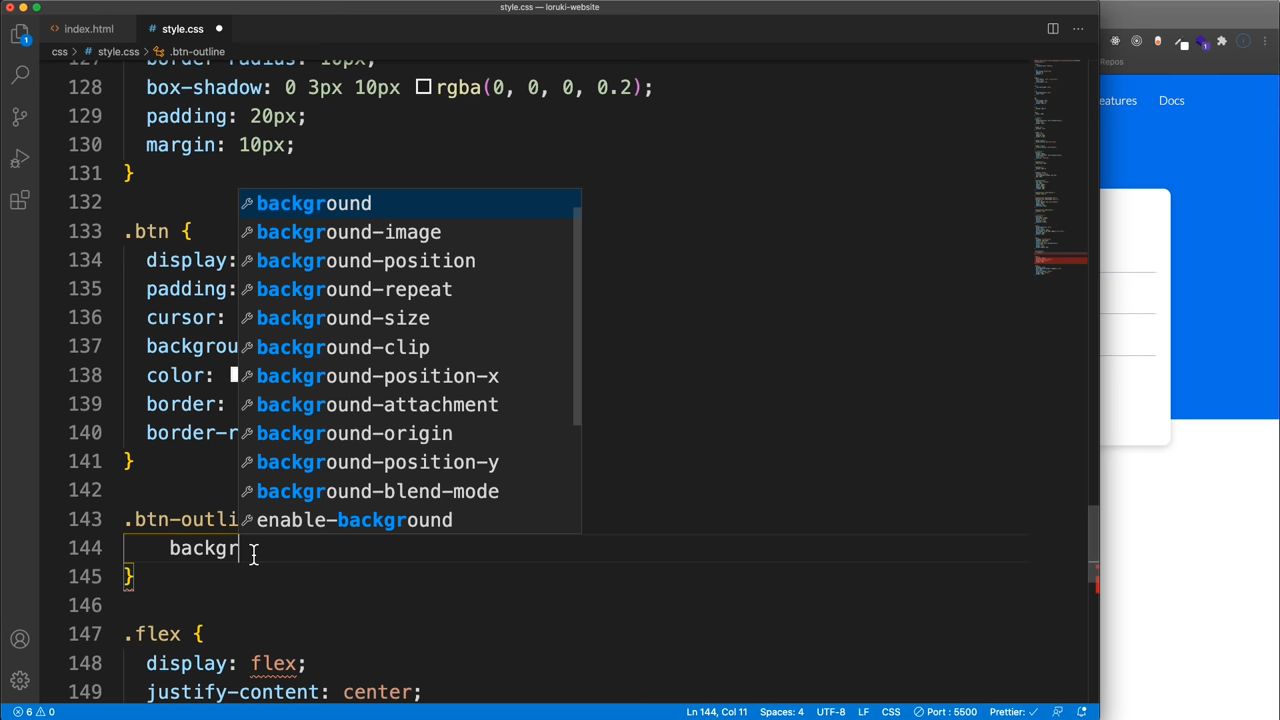 style.css — loruki-website
index.html
style.css
css > style.css > .btn-outline
Repos
eatures Docs
128 box-shadow: 0 3px 10px rgba(0, 0, 0, 0.2);
129 padding: 20px;
130 margin: 10px;
131 }
132
133 .btn {
134 display:
135 padding:
136 cursor:
137 backgrou
138 color:
139 border:
140 border-r
141 }
142
143 .btn-outli
144 backgr
145 }
146
147 .flex {
148 display: flex;
149 justify-content: center;
background
background-image
background-position
background-repeat
background-size
background-clip
background-position-x
background-attachment
background-origin
background-position-y
background-blend-mode
enable-background
6 0
Ln 144, Col 11 Spaces: 4 UTF-8 LF CSS Port : 5500 Prettier: ✓